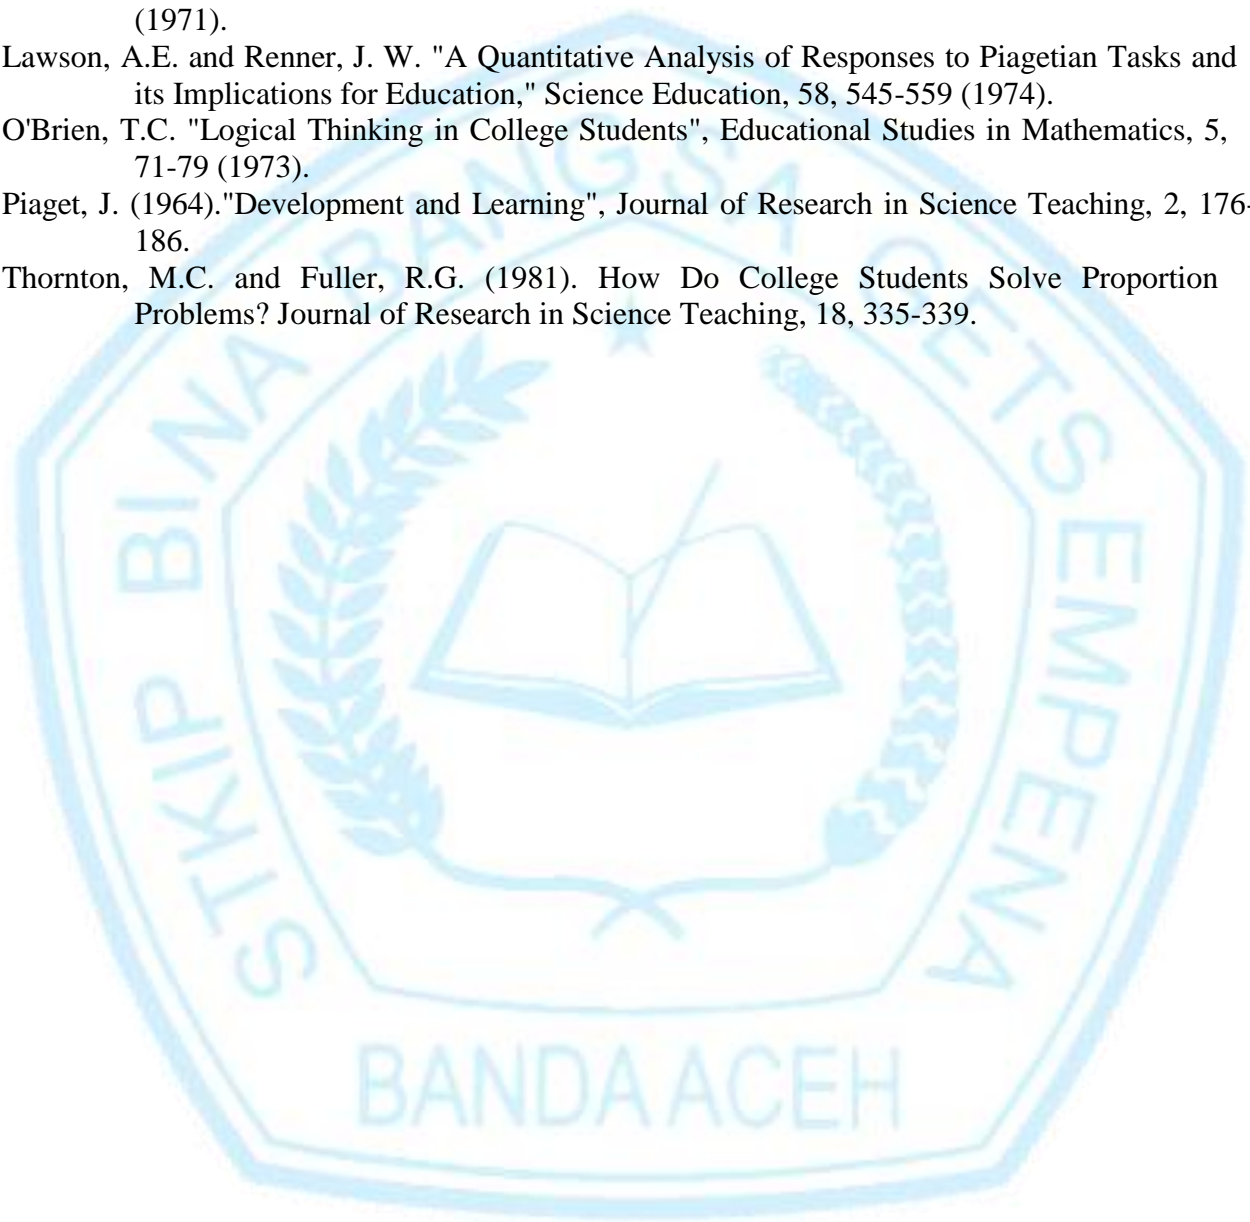 (1971).
Lawson, A.E. and Renner, J. W. "A Quantitative Analysis of Responses to Piagetian Tasks and
its Implications for Education," Science Education, 58, 545-559 (1974).
O'Brien, T.C. "Logical Thinking in College Students", Educational Studies in Mathematics, 5,
71-79 (1973).
Piaget, J. (1964)."Development and Learning", Journal of Research in Science Teaching, 2, 176-
186.
Thornton, M.C. and Fuller, R.G. (1981). How Do College Students Solve Proportion
Problems? Journal of Research in Science Teaching, 18, 335-339.
STKIP BINA BANGSA GETSEMPENA
BANDA ACEH